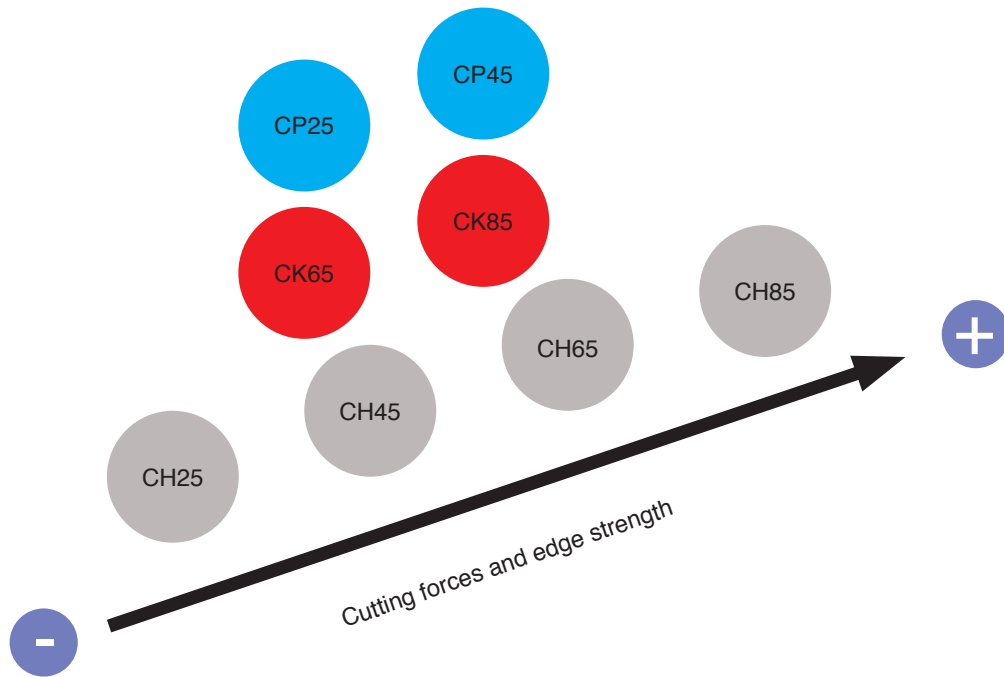 CP45
CP25
CK85
CK65
CH85
CH65
CH45
CH25
+
Cutting forces and edge strength
-